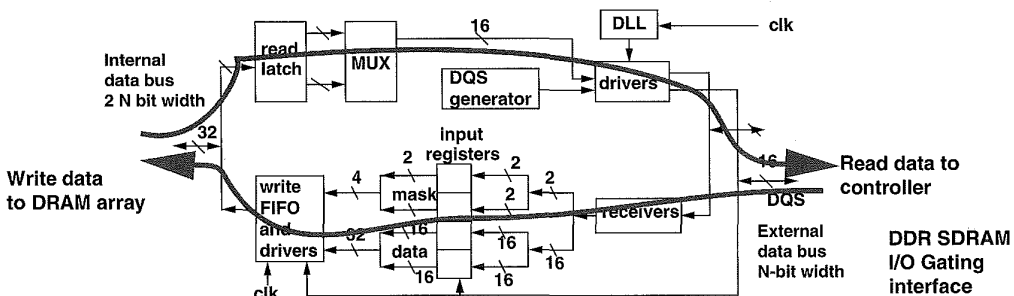 16
DLL
clk
read
latch
MUX
Internal
data bus
2 N bit width
DQS
generator
drivers
32
input
registers
16
Read data to
controller
Write data
to DRAM array
write
FIFO
and
drivers
4
2
mask
2
2
2
receivers
DQS
16
32
data
16
16
16
16
External
data bus
N-bit width
DDR SDRAM
I/O Gating
interface
clk